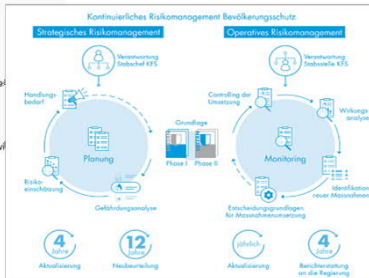 Kontinuierliches Risikomanagement Bevölkerungsschutz
Strategisches Risikomanagement
Operatives Risikomanagement
Verantwortung
Stabschef KFS
Verantwortung
Stabsstelle KFS
Handlungs-
bedarf
Controlling der
Umsetzung
Wirkungs-
analyse
Grundlage
Planung
Phase I
Phase II
Monitoring
Risiko-
einschätzung
Identifikation
neuer Massnahmen
Gefährdungsanalyse
Entscheidungsgrundlagen
für Massnahmenumsetzung
4
Jahre
12
Jahre
jährlich
4
Jahre
Aktualisierung
Neubeurteilung
Aktualisierung
Berichterstattung
an die Regierung